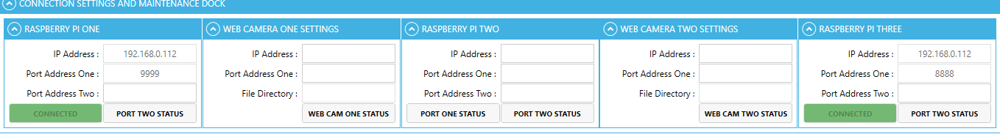 CONNECTION SETTINGS AND MAINTENANCE DOCK
RASPBERRY PI ONE
IP Address : 192.168.0.112
Port Address One : 9999
Port Address Two :
CONNECTED PORT TWO STATUS
WEB CAMERA ONE SETTINGS
IP Address :
Port Address One :
File Directory :
WEB CAM ONE STATUS
RASPBERRY PI TWO
IP Address :
Port Address One :
Port Address Two :
PORT ONE STATUS PORT TWO STATUS
WEB CAMERA TWO SETTINGS
IP Address :
Port Address One :
File Directory :
WEB CAM TWO STATUS
RASPBERRY PI THREE
IP Address : 192.168.0.112
Port Address One : 8888
Port Address Two :
CONNECTED PORT TWO STATUS